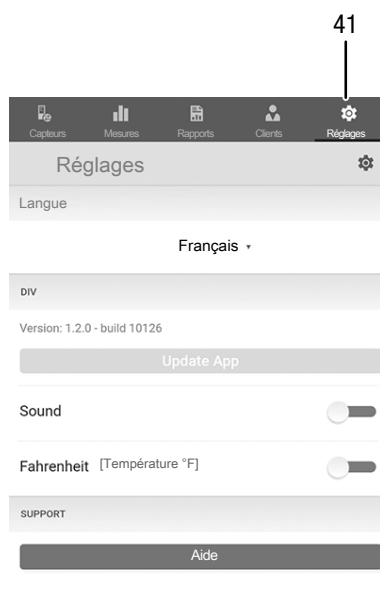 41
Capteurs Mesures Rapports Clients Réglages
Réglages
Langue
Français
DIV
Version: 1.2.0 - build 10126
Update App
Sound
Fahrenheit [Température °F]
SUPPORT
Aide